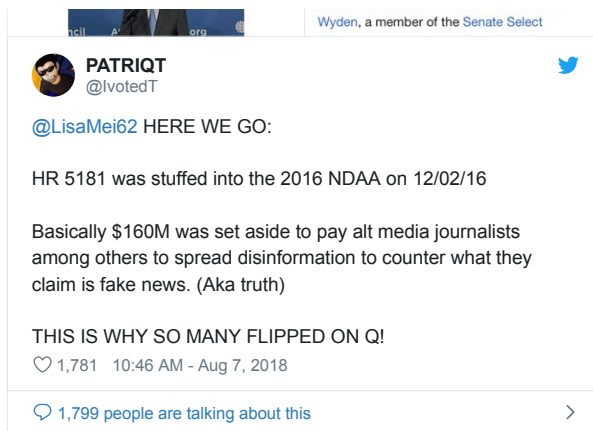 ncil
org
Wyden, a member of the Senate Select
PATRIQT
@IvotedT
@LisaMei62 HERE WE GO:
HR 5181 was stuffed into the 2016 NDAA on 12/02/16
Basically $160M was set aside to pay alt media journalists
among others to spread disinformation to counter what they
claim is fake news. (Aka truth)
THIS IS WHY SO MANY FLIPPED ON Q!
1,781 10:46 AM - Aug 7, 2018
1,799 people are talking about this